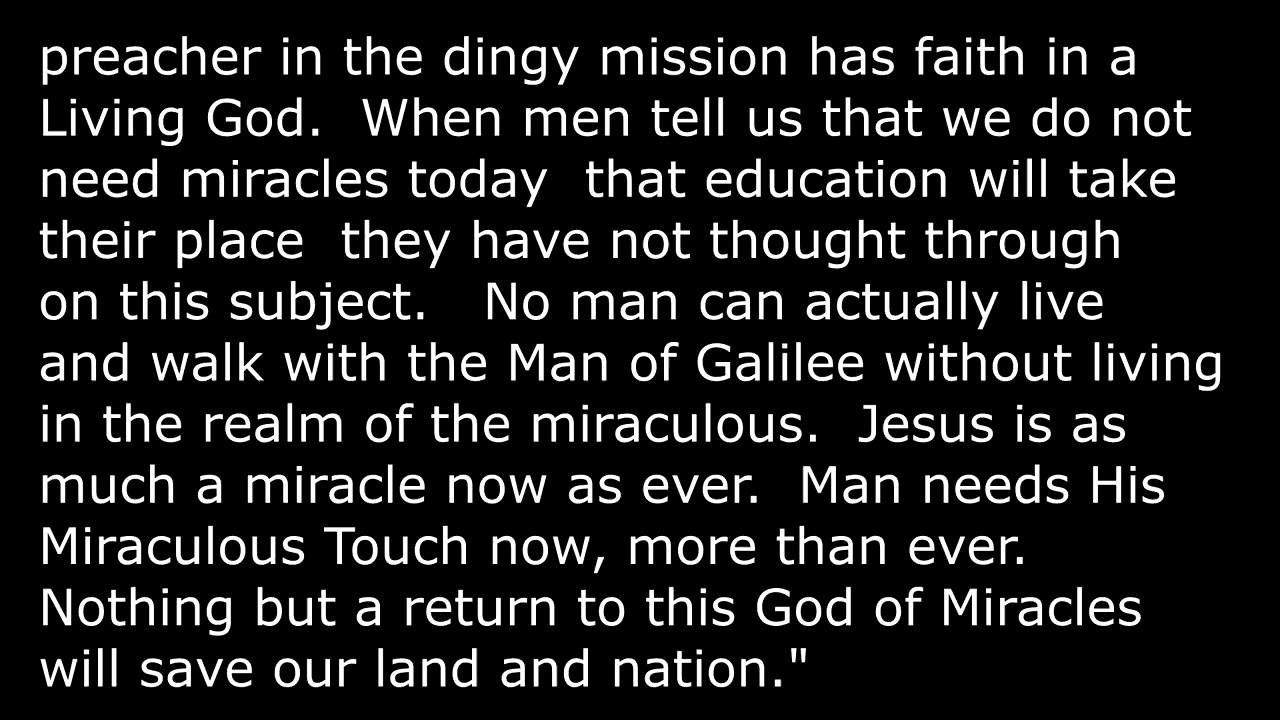 preacher in the dingy mission has faith in a
Living God.  When men tell us that we do not
need miracles today  that education will take
their place  they have not thought through
on this subject.   No man can actually live
and walk with the Man of Galilee without living
in the realm of the miraculous.  Jesus is as
much a miracle now as ever.  Man needs His
Miraculous Touch now, more than ever.
Nothing but a return to this God of Miracles
will save our land and nation."